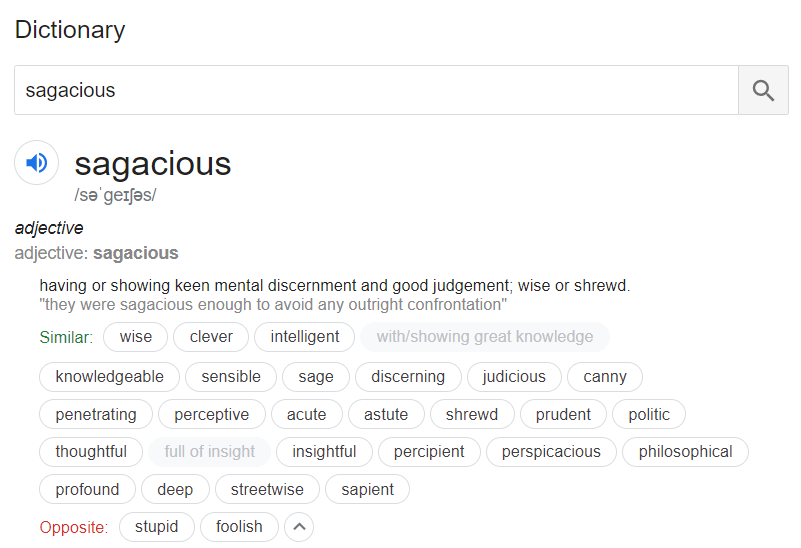 Dictionary
sagacious
sagacious
/səˈɡeɪʃəs/
adjective
adjective: sagacious
having or showing keen mental discernment and good judgement; wise or shrewd.
"they were sagacious enough to avoid any outright confrontation"
Similar: wise clever intelligent with/showing great knowledge
knowledgeable sensible sage discerning judicious canny
penetrating perceptive acute astute shrewd prudent politic
thoughtful full of insight insightful percipient perspicacious philosophical
profound deep streetwise sapient
Opposite: stupid foolish